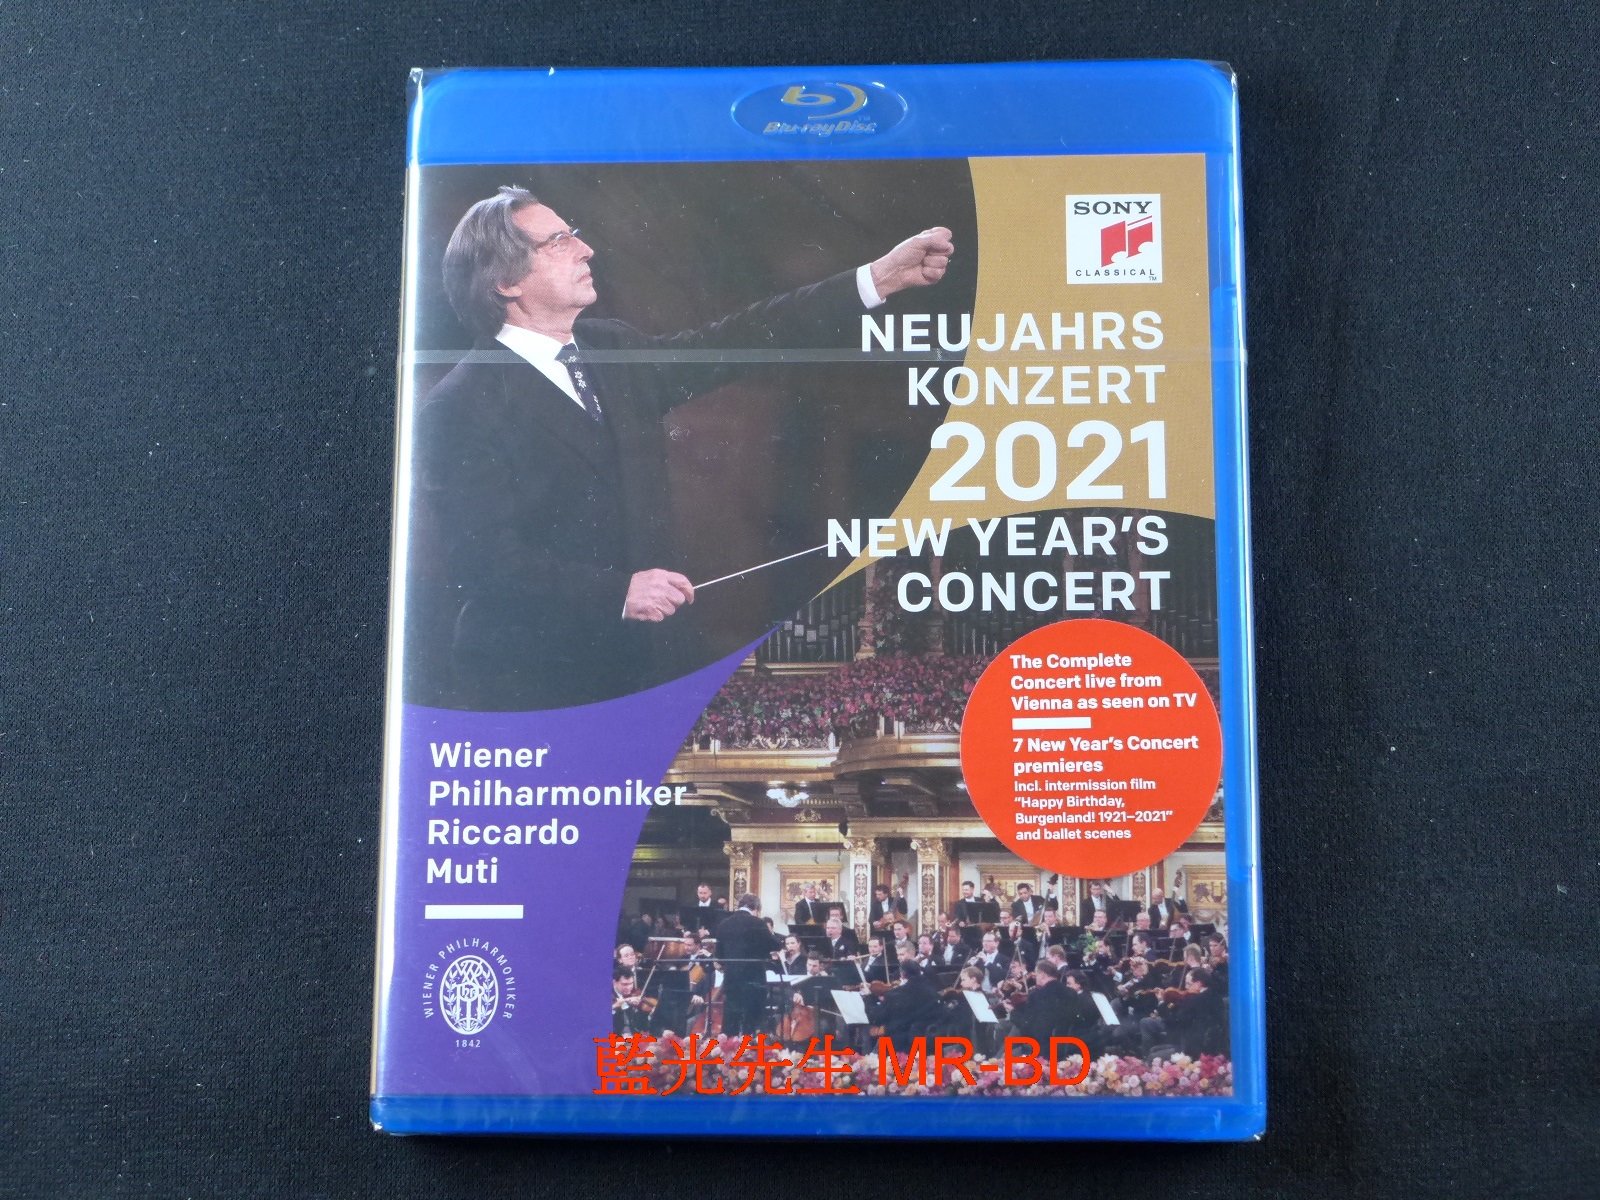 Blu-ray Disc
SONY
CLASSICAL
TM
NEUJAHRS
KONZERT
2021
NEW YEAR'S
CONCERT
The Complete
Concert live from
Vienna as seen on TV
7 New Year's Concert
premieres
Incl. intermission film
"Happy Birthday,
Burgenland! 1921–2021"
and ballet scenes
Wiener
Philharmoniker
Riccardo
Muti
WIENER PHILHARMONIKER
1842
藍光先生 MR-BD